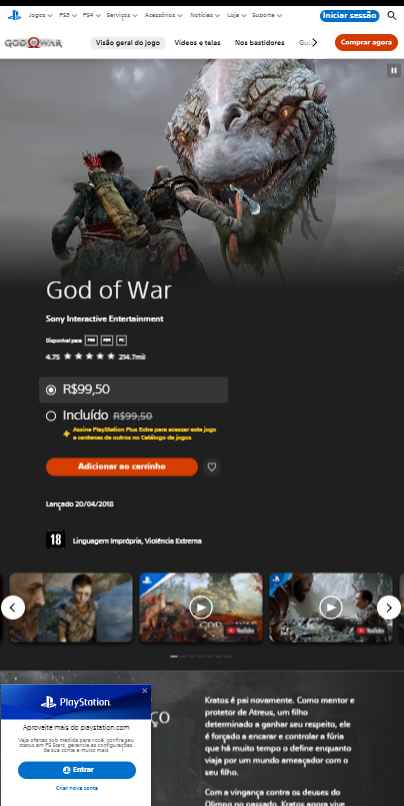 Jogos PS5 PS4 Serviços Acessórios Notícias Loja Suporte Iniciar sessão
GOD OF WAR Visão geral do jogo Vídeos e telas Nos bastidores Comprar agora
God of War
Sony Interactive Entertainment
Disponível para PS5 PS4 PC
4.75 ★ ★ ★ ★ ★ 214.7mil
R$99,50
Incluído R$99,50
Assine PlayStation Plus Extra para acessar este jogo
e centenas de outros no Catálogo de jogos
Adicionar ao carrinho
Lançado 20/04/2018
18 Linguagem Imprópria, Violência Extrema
YouTube YouTube
PlayStation.
Aproveite mais do playstation.com
Veja ofertas sob medida para você, confira seu
status em PS Stars, gerencie as configurações
da sua conta e muito mais
Entrar
Criar nova conta
Kratos é pai novamente. Como mentor e
protetor de Atreus, um filho
determinado a ganhar seu respeito, ele
é forçado a encarar e controlar a fúria
que há muito tempo o define enquanto
viaja por um mundo ameaçador com o
seu filho.
Com a vingança contra os deuses do
Olimpo no passado, Kratos agora vive